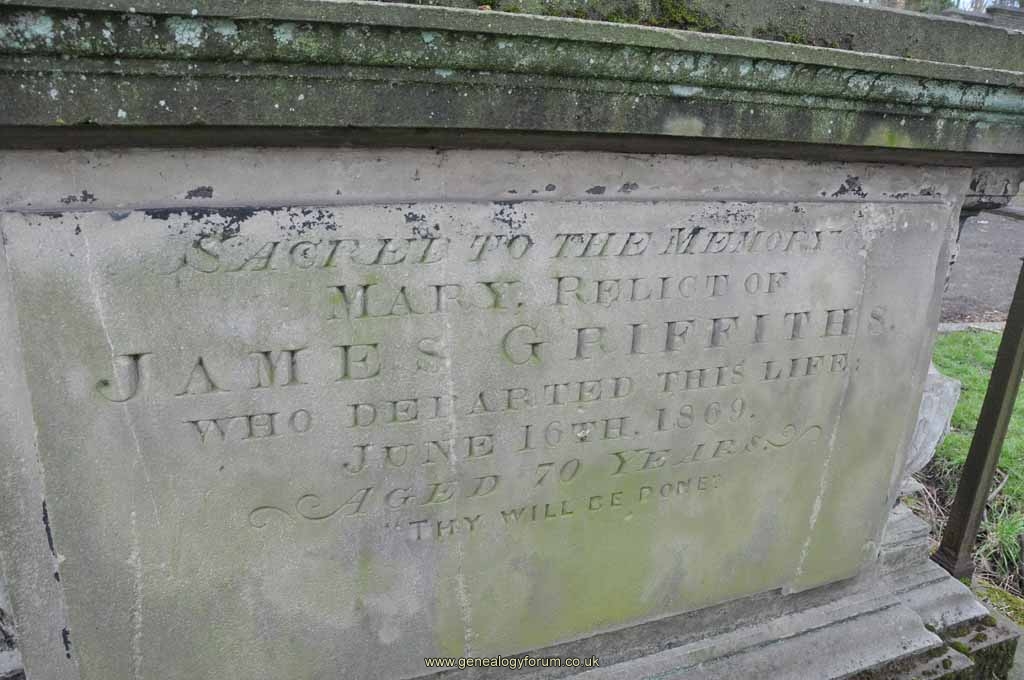 SACRED TO THE MEMORY OF
MARY, RELICT OF
JAMES GRIFFITHS.
WHO DEPARTED THIS LIFE;
JUNE 16TH, 1869.
AGED 70 YEARS.
"THY WILL BE DONE."
www.genealogyforum.co.uk